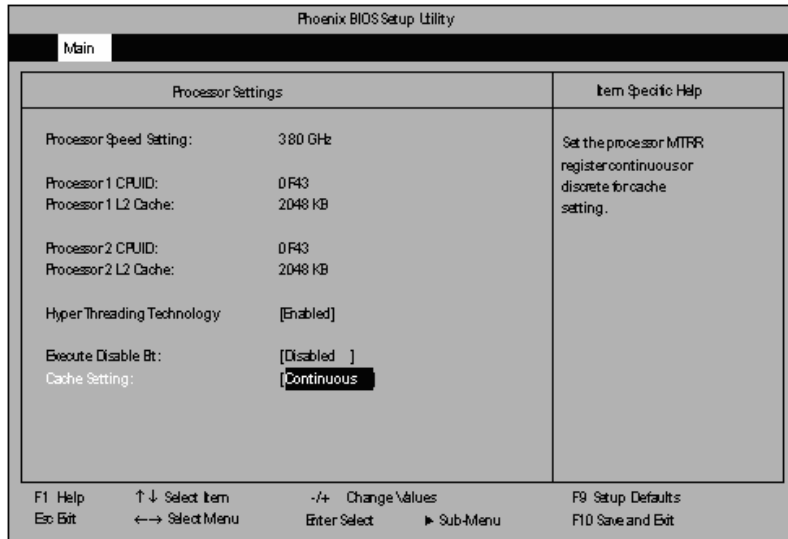 Phoenix BIOS Setup Utility
Main
Processor Settings
Item Specific Help
Processor Speed Setting: 3.80 GHz
Set the processor MTRR
register continuous or
discrete for cache
setting.
Processor 1 CPUID: 0F43
Processor 1 L2 Cache: 2048 KB
Processor 2 CPUID: 0F43
Processor 2 L2 Cache: 2048 KB
Hyper Threading Technology [Enabled]
Execute Disable Bt: [Disabled ]
Cache Setting: [Continuous ]
F1 Help ↑↓ Select Item -/+ Change Values F9 Setup Defaults
Esc Exit ←→ Select Menu Enter Select ► Sub-Menu F10 Save and Exit